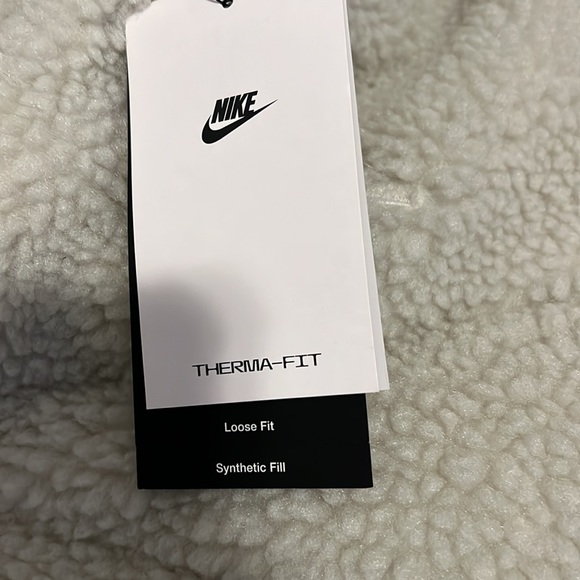 NIKE
THERMA-FIT
Loose Fit
Synthetic Fill